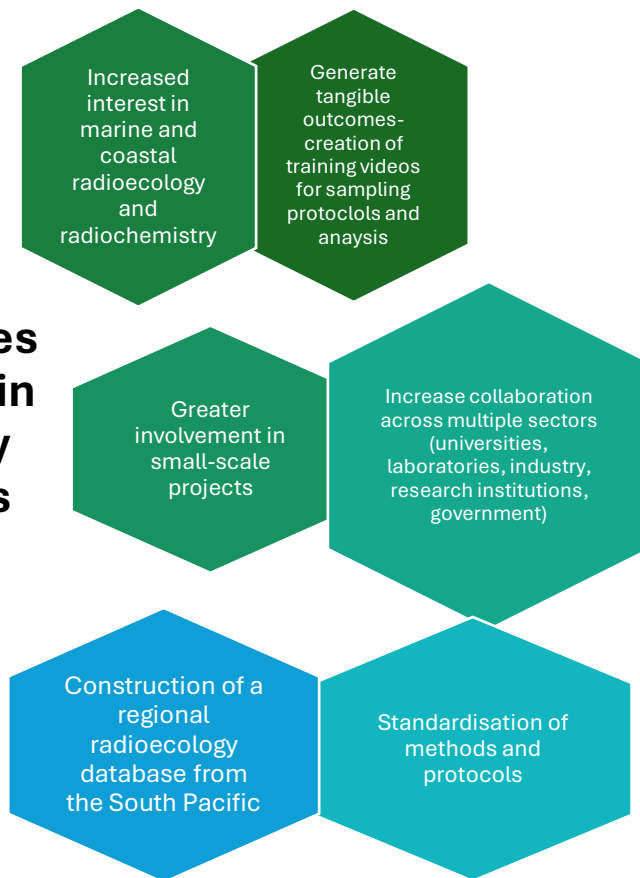 Increased
interest in
marine and
coastal
radioecology
and
radiochemistry
Generate
tangible
outcomes-
creation of
training videos
for sampling
protoclols and
anaysis
es
in
y
s
Greater
involvement in
small-scale
projects
Increase collaboration
across multiple sectors
(universities,
laboratories, industry,
research institutions,
government)
Construction of a
regional
radioecology
database from
the South Pacific
Standardisation of
methods and
protocols